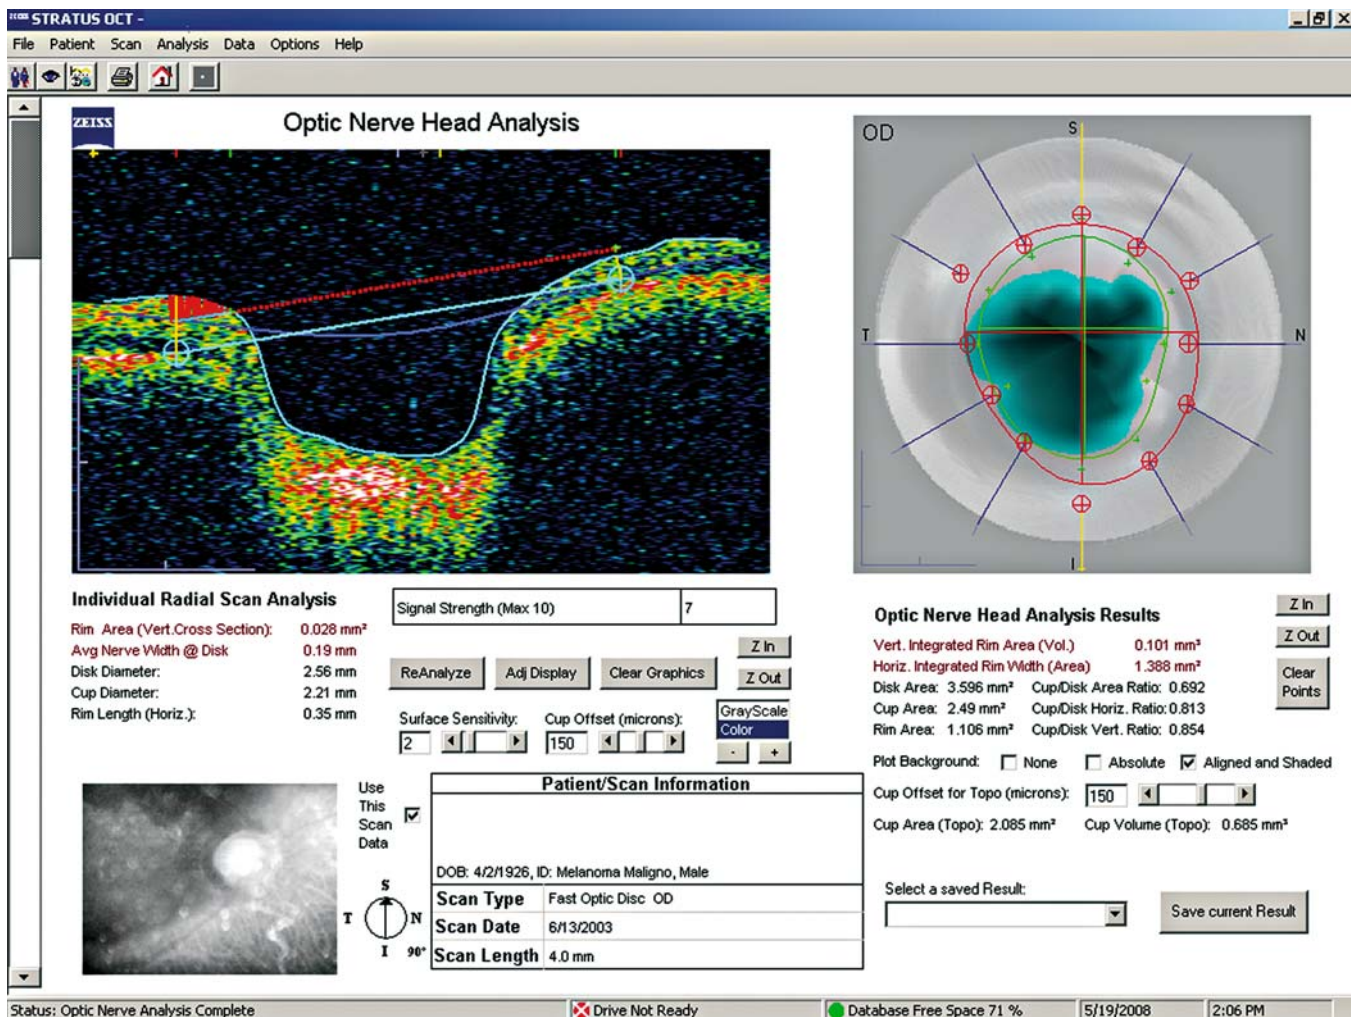 ZEISS STRATUS OCT -
File Patient Scan Analysis Data Options Help
ZEISS
Optic Nerve Head Analysis
OD
S
T
N
I
Individual Radial Scan Analysis
Rim Area (Vert.Cross Section): 0.028 mm²
Avg Nerve Width @ Disk 0.19 mm
Disk Diameter: 2.56 mm
Cup Diameter: 2.21 mm
Rim Length (Horiz.): 0.35 mm
Signal Strength (Max 10) 7
Z In
ReAnalyze Adj Display Clear Graphics Z Out
Surface Sensitivity: Cup Offset (microns): GrayScale
2 150 Color
- +
Optic Nerve Head Analysis Results
Z In
Z Out
Clear
Points
Vert. Integrated Rim Area (Vol.) 0.101 mm³
Horiz. Integrated Rim Width (Area) 1.388 mm²
Disk Area: 3.596 mm² Cup/Disk Area Ratio: 0.692
Cup Area: 2.49 mm² Cup/Disk Horiz. Ratio: 0.813
Rim Area: 1.106 mm² Cup/Disk Vert. Ratio: 0.854
Plot Background: None Absolute Aligned and Shaded
Cup Offset for Topo (microns): 150
Cup Area (Topo): 2.085 mm² Cup Volume (Topo): 0.685 mm³
Use
This
Scan
Data
S
T N
I 90°
Patient/Scan Information
DOB: 4/2/1926, ID: Melanoma Maligno, Male
Scan Type Fast Optic Disc OD
Scan Date 6/13/2003
Scan Length 4.0 mm
Select a saved Result:
Save current Result
Status: Optic Nerve Analysis Complete Drive Not Ready Database Free Space 71 % 5/19/2008 2:06 PM